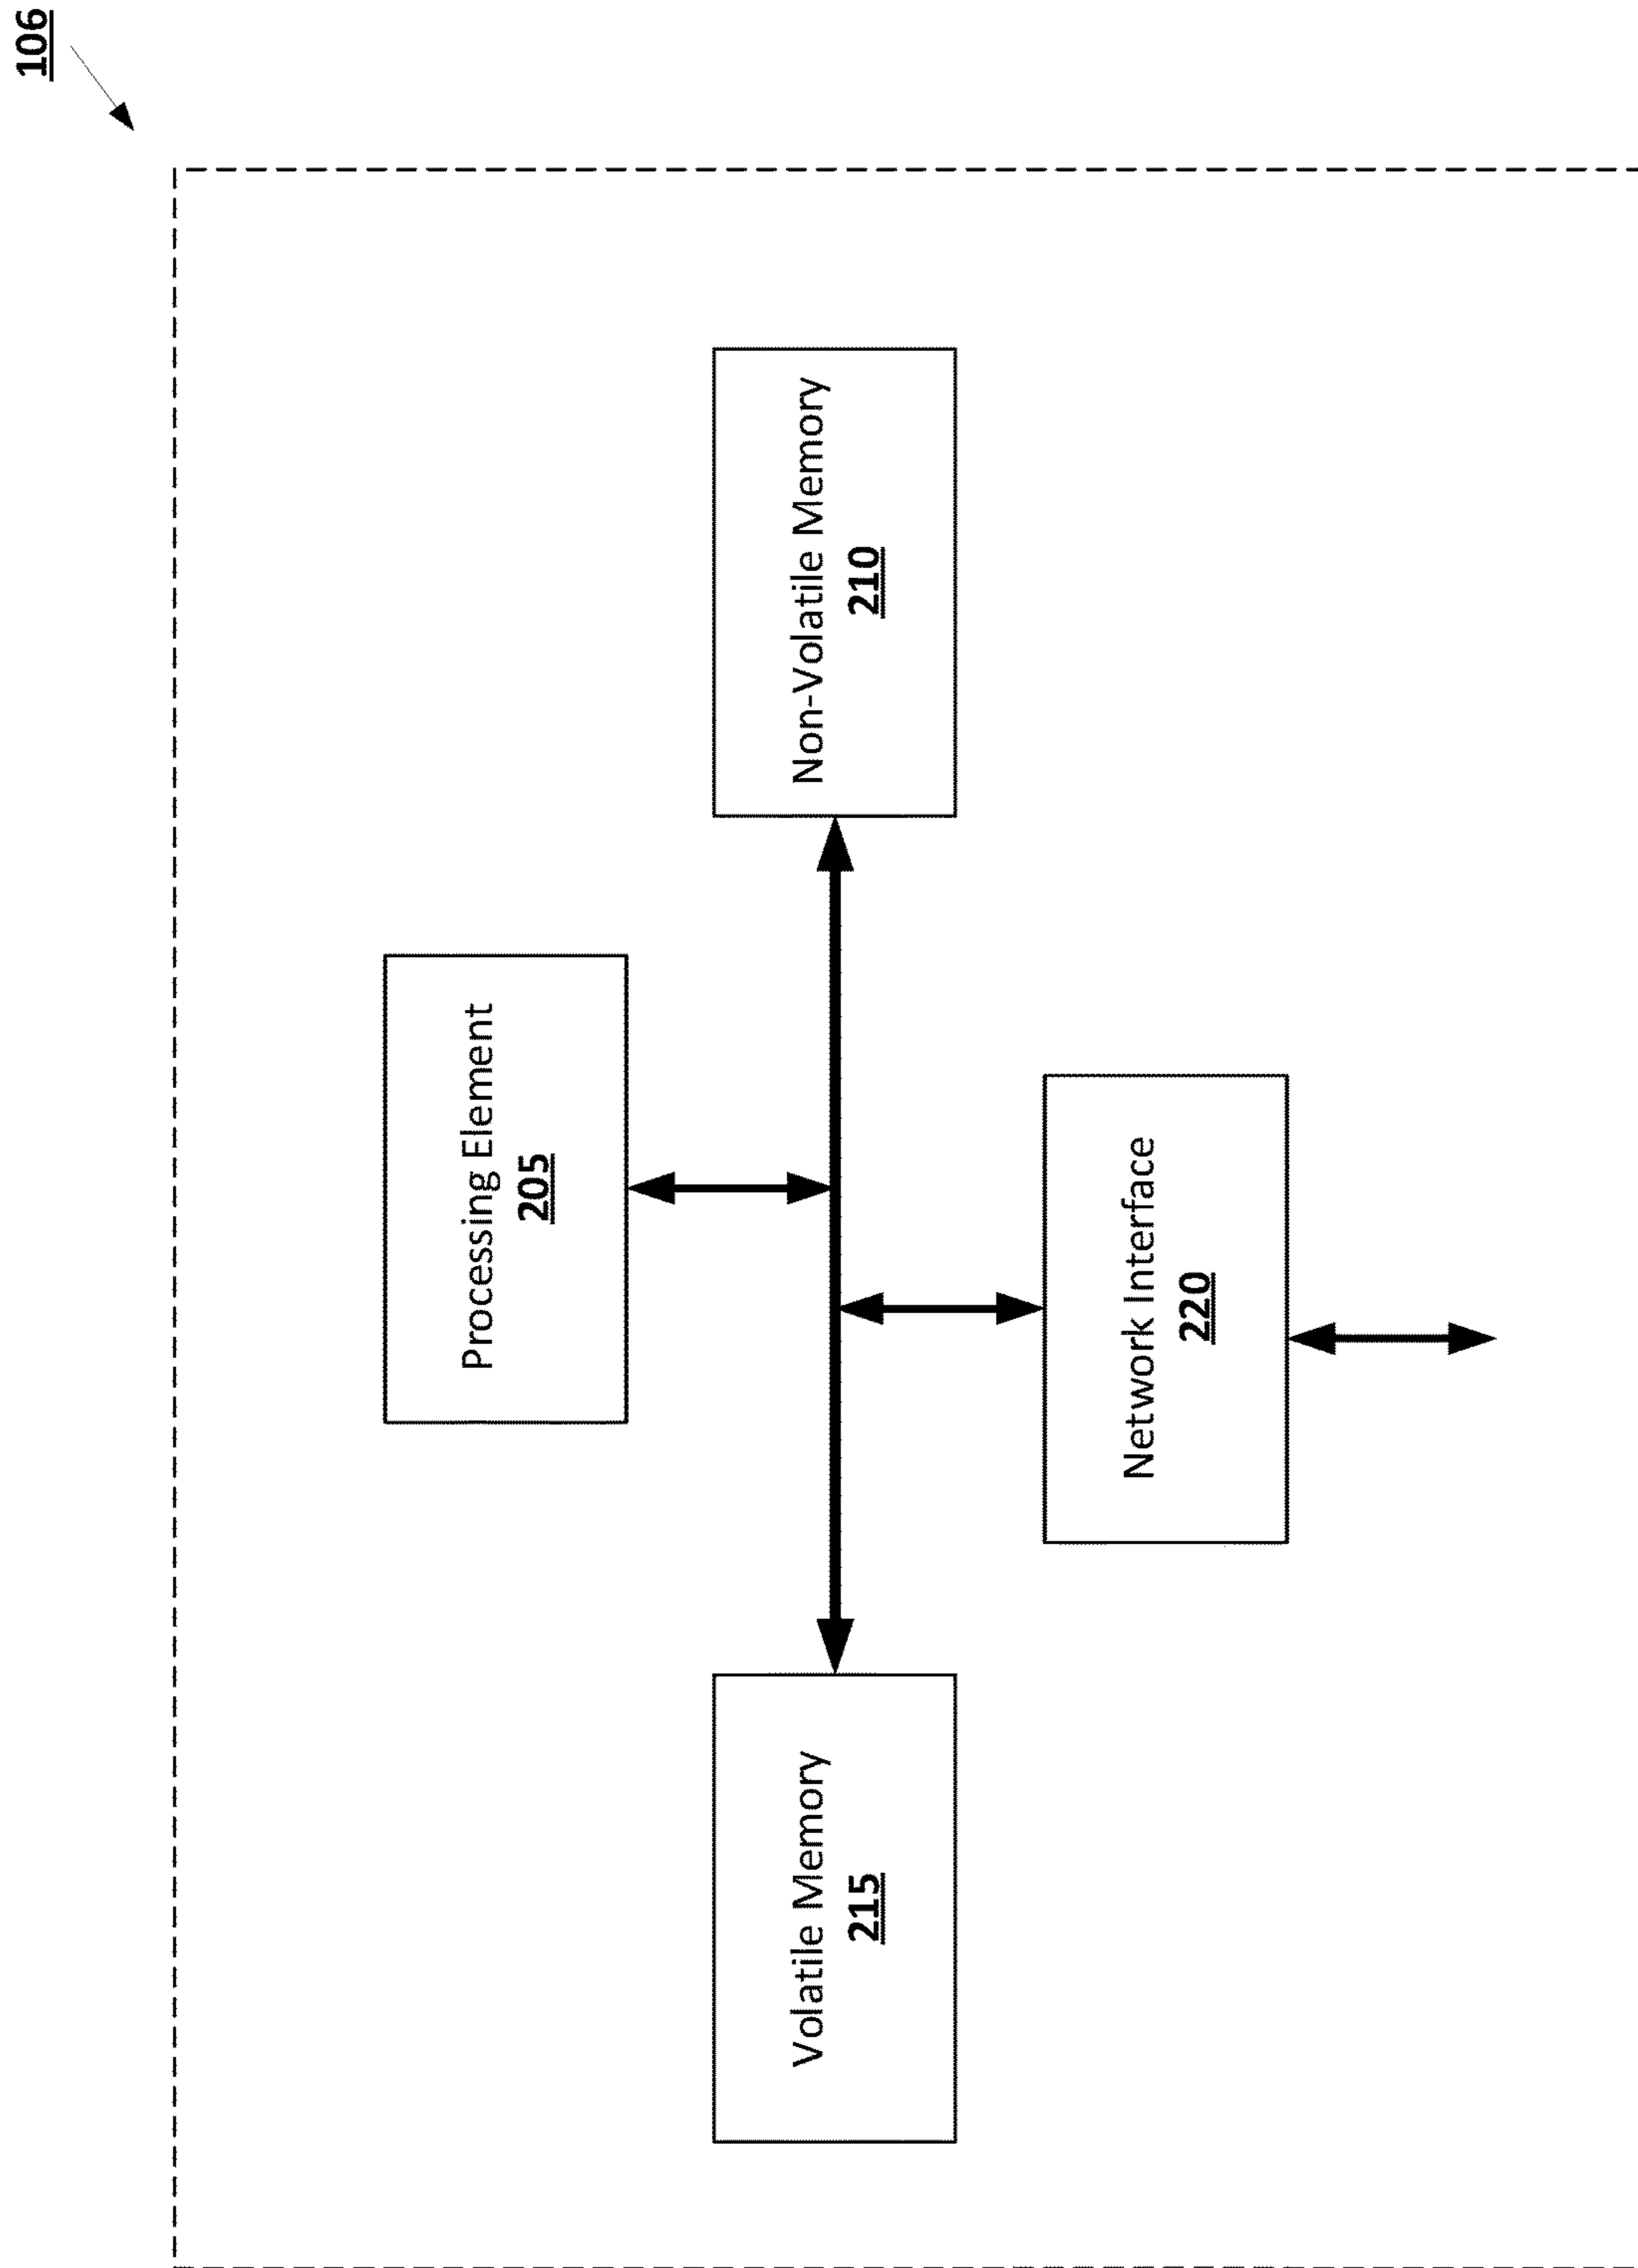 106
Processing Element
205
Volatile Memory
215
Non-Volatile Memory
210
Network Interface
220